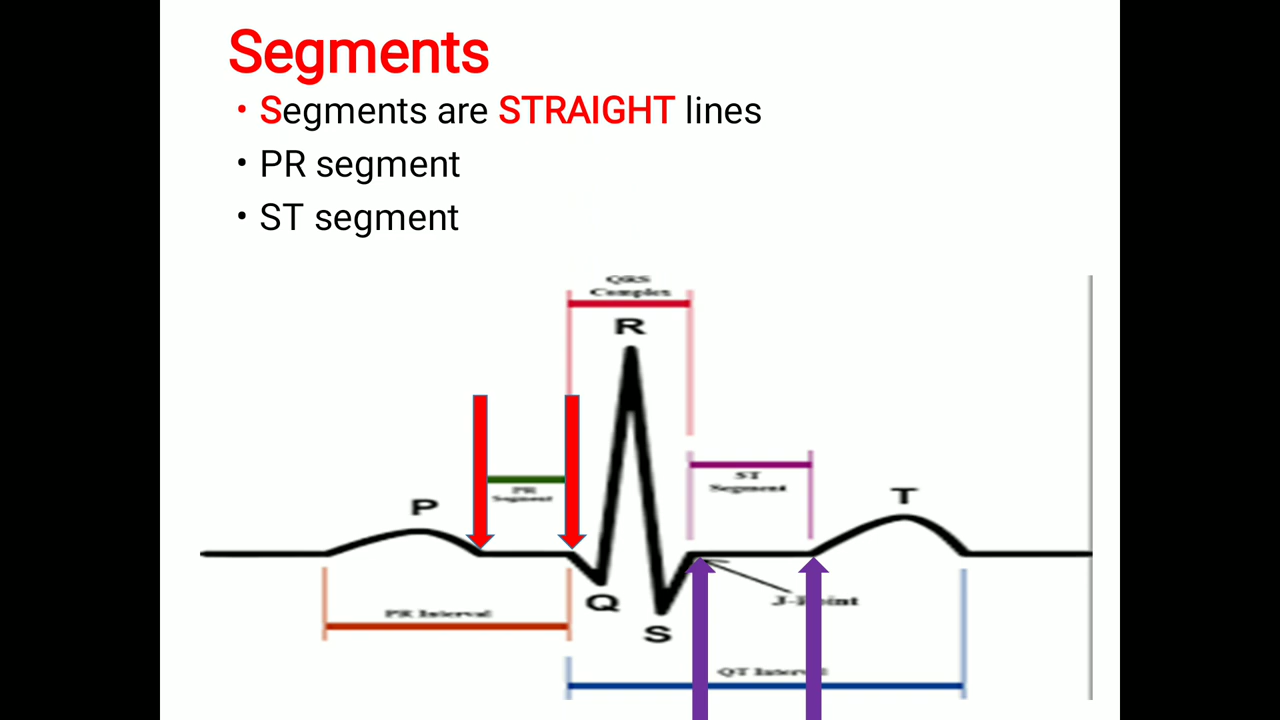 Segments
• Segments are STRAIGHT lines
• PR segment
• ST segment
QRS
Complex
R
P
PR
Segment
ST
Segment
T
Q
S
J-Point
PR Interval
QT Interval